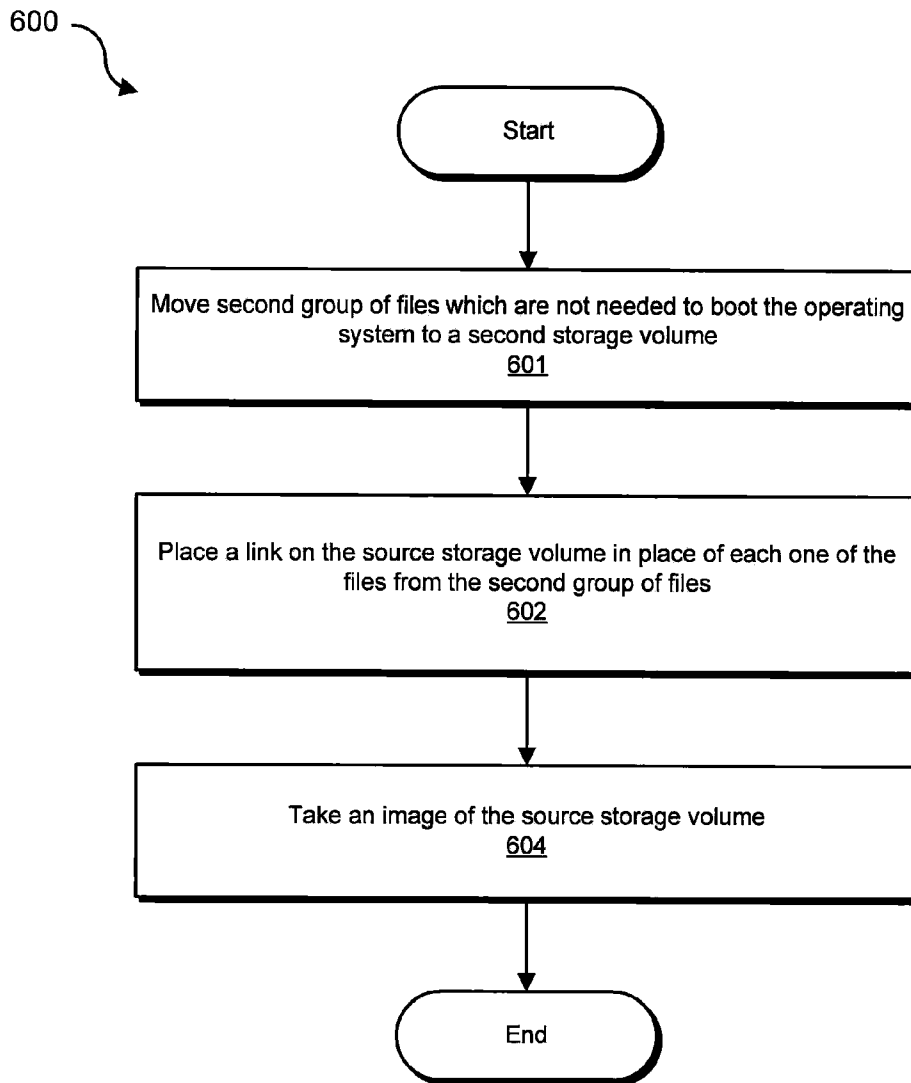 600
Start
Move second group of files which are not needed to boot the operating
system to a second storage volume
601
Place a link on the source storage volume in place of each one of the
files from the second group of files
602
Take an image of the source storage volume
604
End